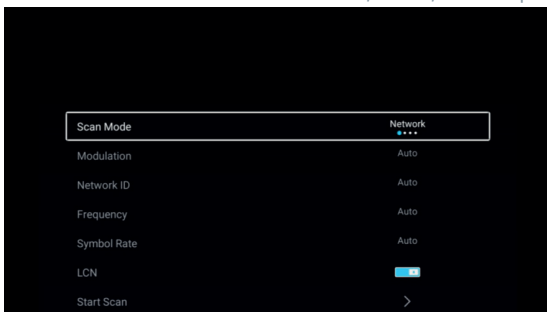 Scan Mode Network
Modulation Auto
Network ID Auto
Frequency Auto
Symbol Rate Auto
LCN
Start Scan